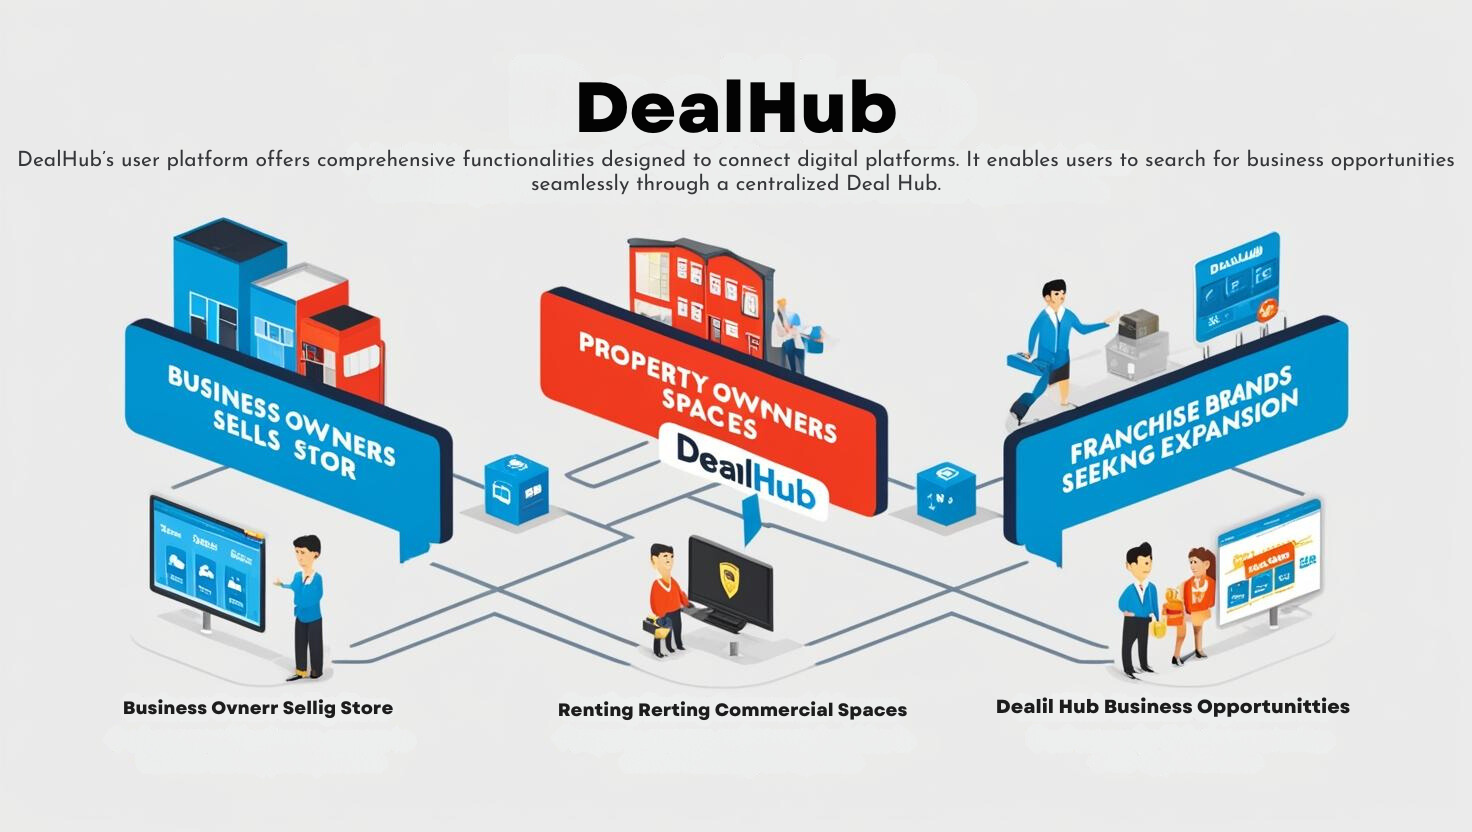 DealHub
DealHub's user platform offers comprehensive functionalities designed to connect digital platforms. It enables users to search for business opportunities
seamlessly through a centralized Deal Hub.
BUSINESS OWNERS
SELLS STOR
PROPERTY OWNNERS
SPACES
DeaılHub
FRANCHISE BRANDS
SEEKNG EXPANSION
Business Ovnerr Sellig Store
Renting Rerting Commercial Spaces
Dealil Hub Business Opportunitties